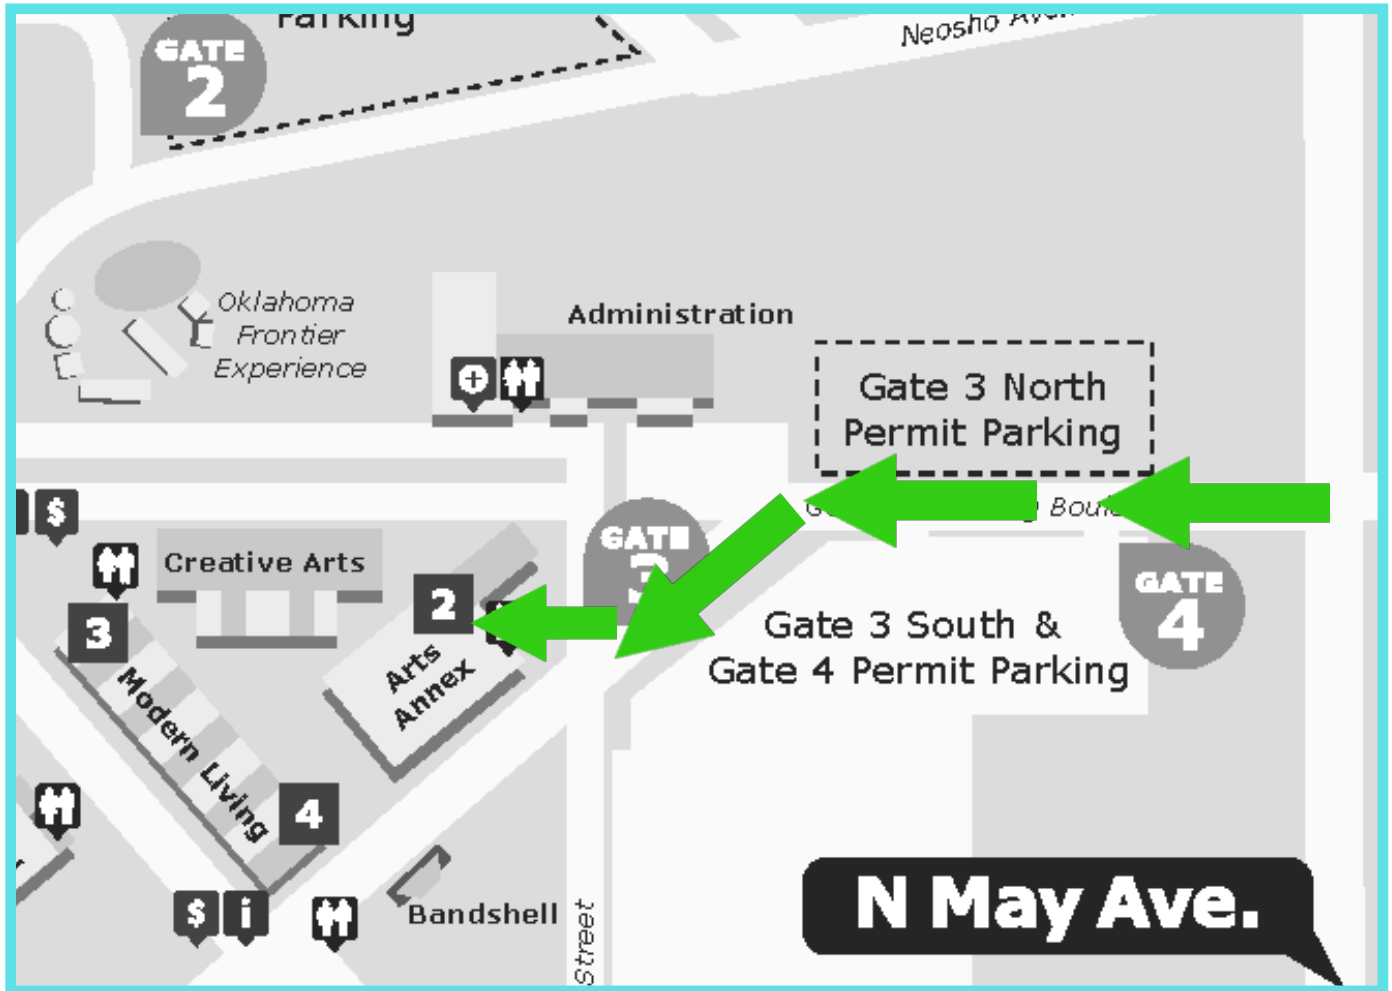 Parking
GATE
2
Neosho
Oklahoma
Frontier
Experience
Administration
Gate 3 North
Permit Parking
$
GATE
3
GATE
4
Creative Arts
2
Arts
Annex
3
Modern Living
4
Gate 3 South &
Gate 4 Permit Parking
$ i
Bandshell
Street
N May Ave.